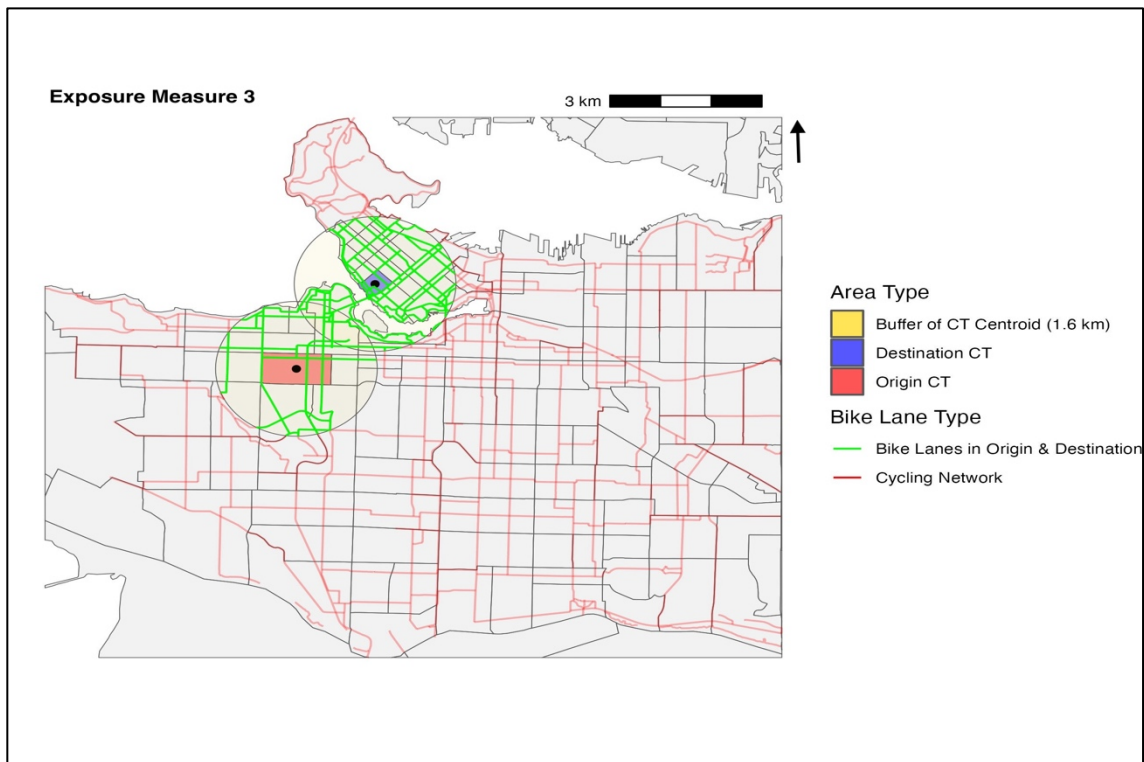 Exposure Measure 3
3 km
Area Type
Buffer of CT Centroid (1.6 km)
Destination CT
Origin CT
Bike Lane Type
Bike Lanes in Origin & Destination
Cycling Network